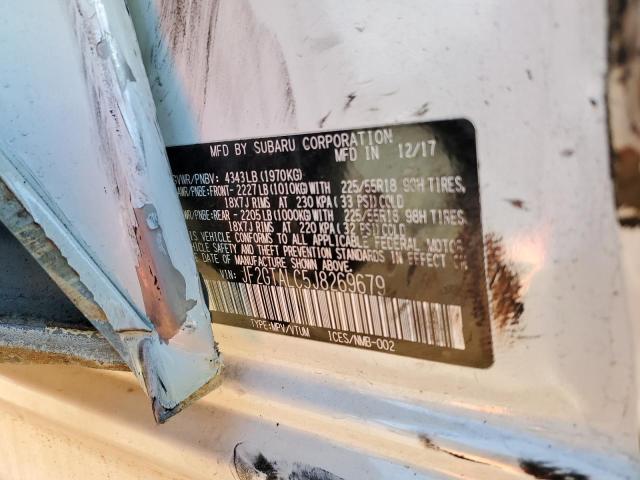 MFD BY SUBARU CORPORATION
MFD IN 12/17
GVWR/PNBV: 4343LB(1970KG)
GAWR/PNBE:FRONT-2227LB(1010KG)WITH 225/55R18 98H TIRES,
18X7J RIMS AT 230 KPA(33 PSI)COLD
GAWR/PNBE:REAR -2205LB(1000KG)WITH 225/55R18 98H TIRES,
18X7J RIMS AT 220 KPA(32 PSI)COLD
THIS VEHICLE CONFORMS TO ALL APPLICABLE FEDERAL MOTOR
VEHICLE SAFETY AND THEFT PREVENTION STANDARDS IN EFFECT ON
THE DATE OF MANUFACTURE SHOWN ABOVE.
VIN: JF2GTALC5J8269679
TYPE:MPV/VTUM ICES/NMB-002